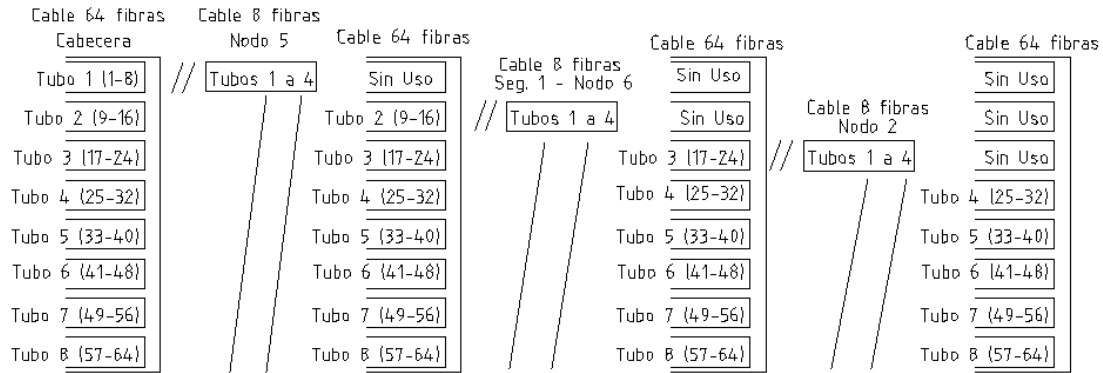 Cable 64 fibras
Cabecera
Tubo 1 (1-8)
Tubo 2 (9-16)
Tubo 3 (17-24)
Tubo 4 (25-32)
Tubo 5 (33-40)
Tubo 6 (41-48)
Tubo 7 (49-56)
Tubo 8 (57-64)
//
Cable 8 fibras
Nodo 5
Tubos 1 a 4
Cable 64 fibras
Sin Uso
Tubo 2 (9-16)
Tubo 3 (17-24)
Tubo 4 (25-32)
Tubo 5 (33-40)
Tubo 6 (41-48)
Tubo 7 (49-56)
Tubo 8 (57-64)
//
Cable 8 fibras
Seg. 1 - Nodo 6
Tubos 1 a 4
Cable 64 fibras
Sin Uso
Sin Uso
Tubo 3 (17-24)
Tubo 4 (25-32)
Tubo 5 (33-40)
Tubo 6 (41-48)
Tubo 7 (49-56)
Tubo 8 (57-64)
//
Cable 8 fibras
Nodo 2
Tubos 1 a 4
Cable 64 fibras
Sin Uso
Sin Uso
Sin Uso
Tubo 4 (25-32)
Tubo 5 (33-40)
Tubo 6 (41-48)
Tubo 7 (49-56)
Tubo 8 (57-64)